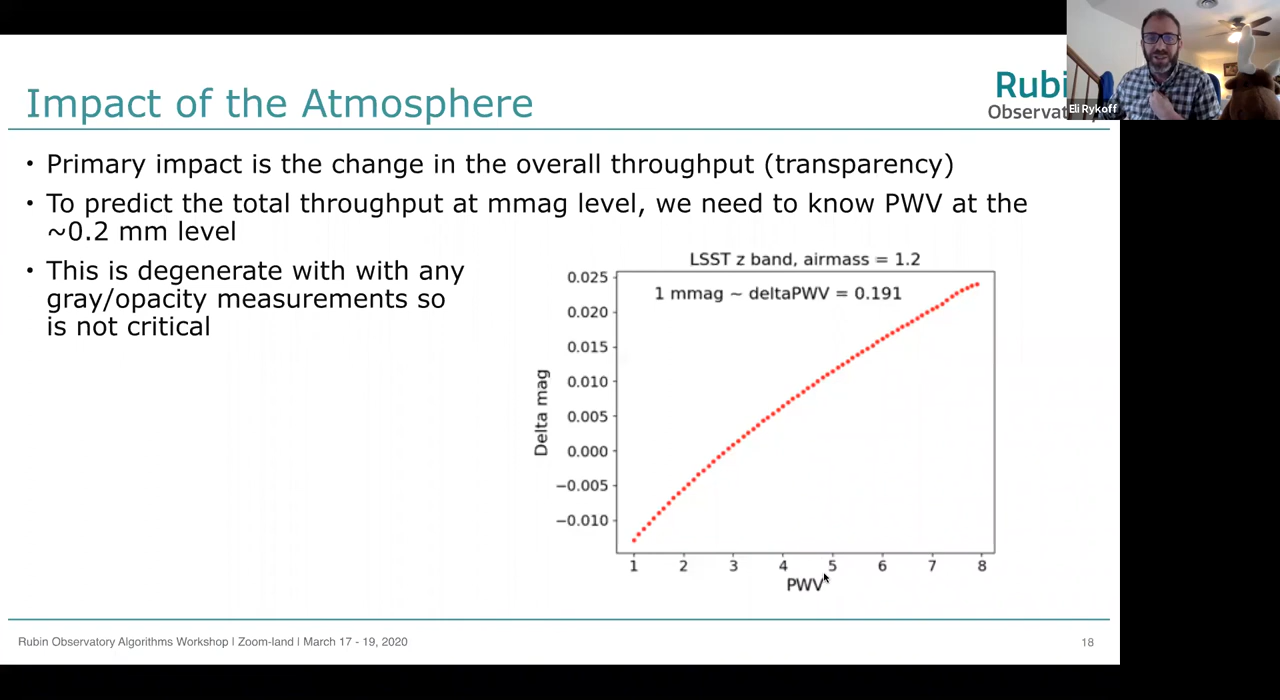 Impact of the Atmosphere
Rubi
Observat
Eli Rykoff
• Primary impact is the change in the overall throughput (transparency)
• To predict the total throughput at mmag level, we need to know PWV at the
~0.2 mm level
• This is degenerate with with any
gray/opacity measurements so
is not critical
LSST z band, airmass = 1.2
1 mmag ~ deltaPWV = 0.191
Delta mag
0.025
0.020
0.015
0.010
0.005
0.000
−0.005
−0.010
1 2 3 4 5 6 7 8
PWV
Rubin Observatory Algorithms Workshop | Zoom-land | March 17 - 19, 2020
18